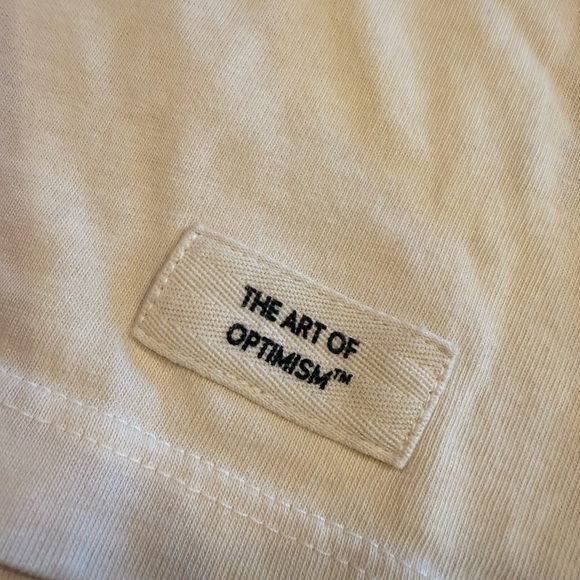 THE ART OF
OPTIMISM™